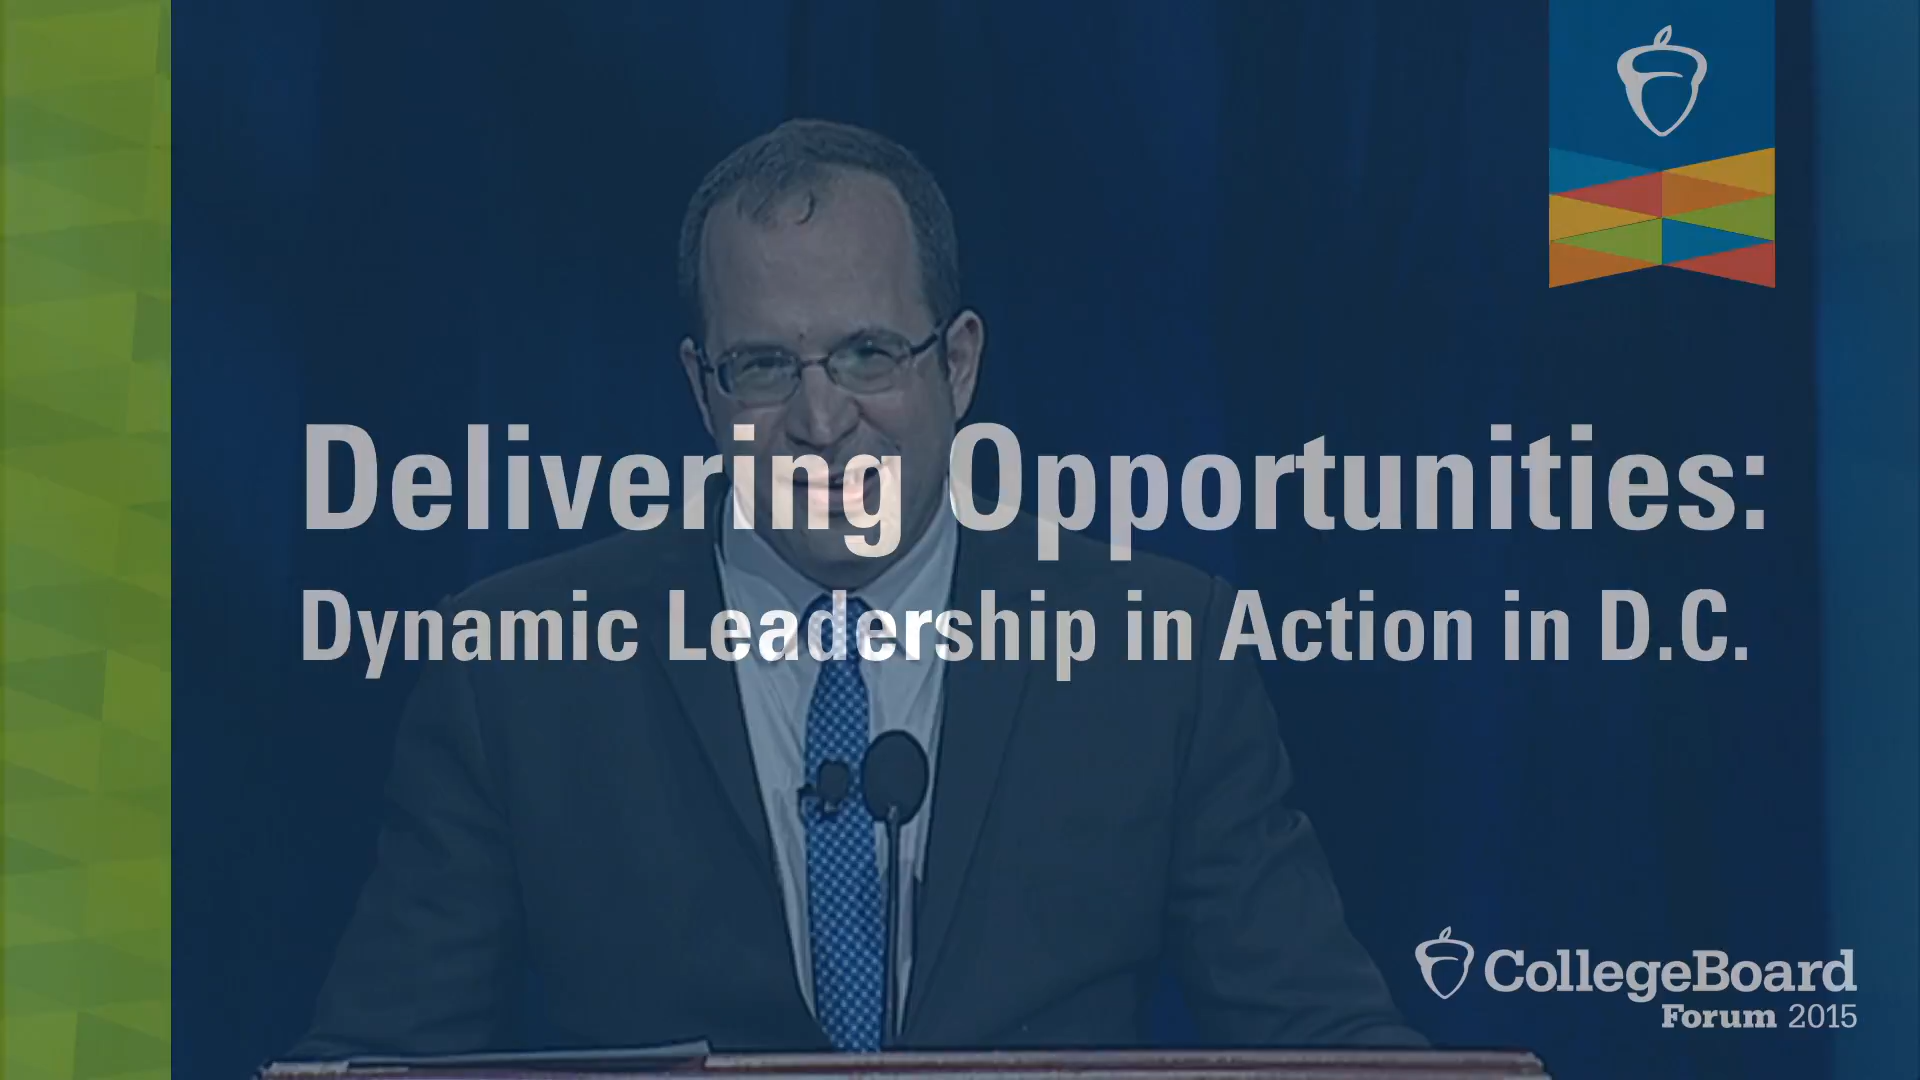 Delivering Opportunities:
Dynamic Leadership in Action in D.C.
CollegeBoard
Forum 2015